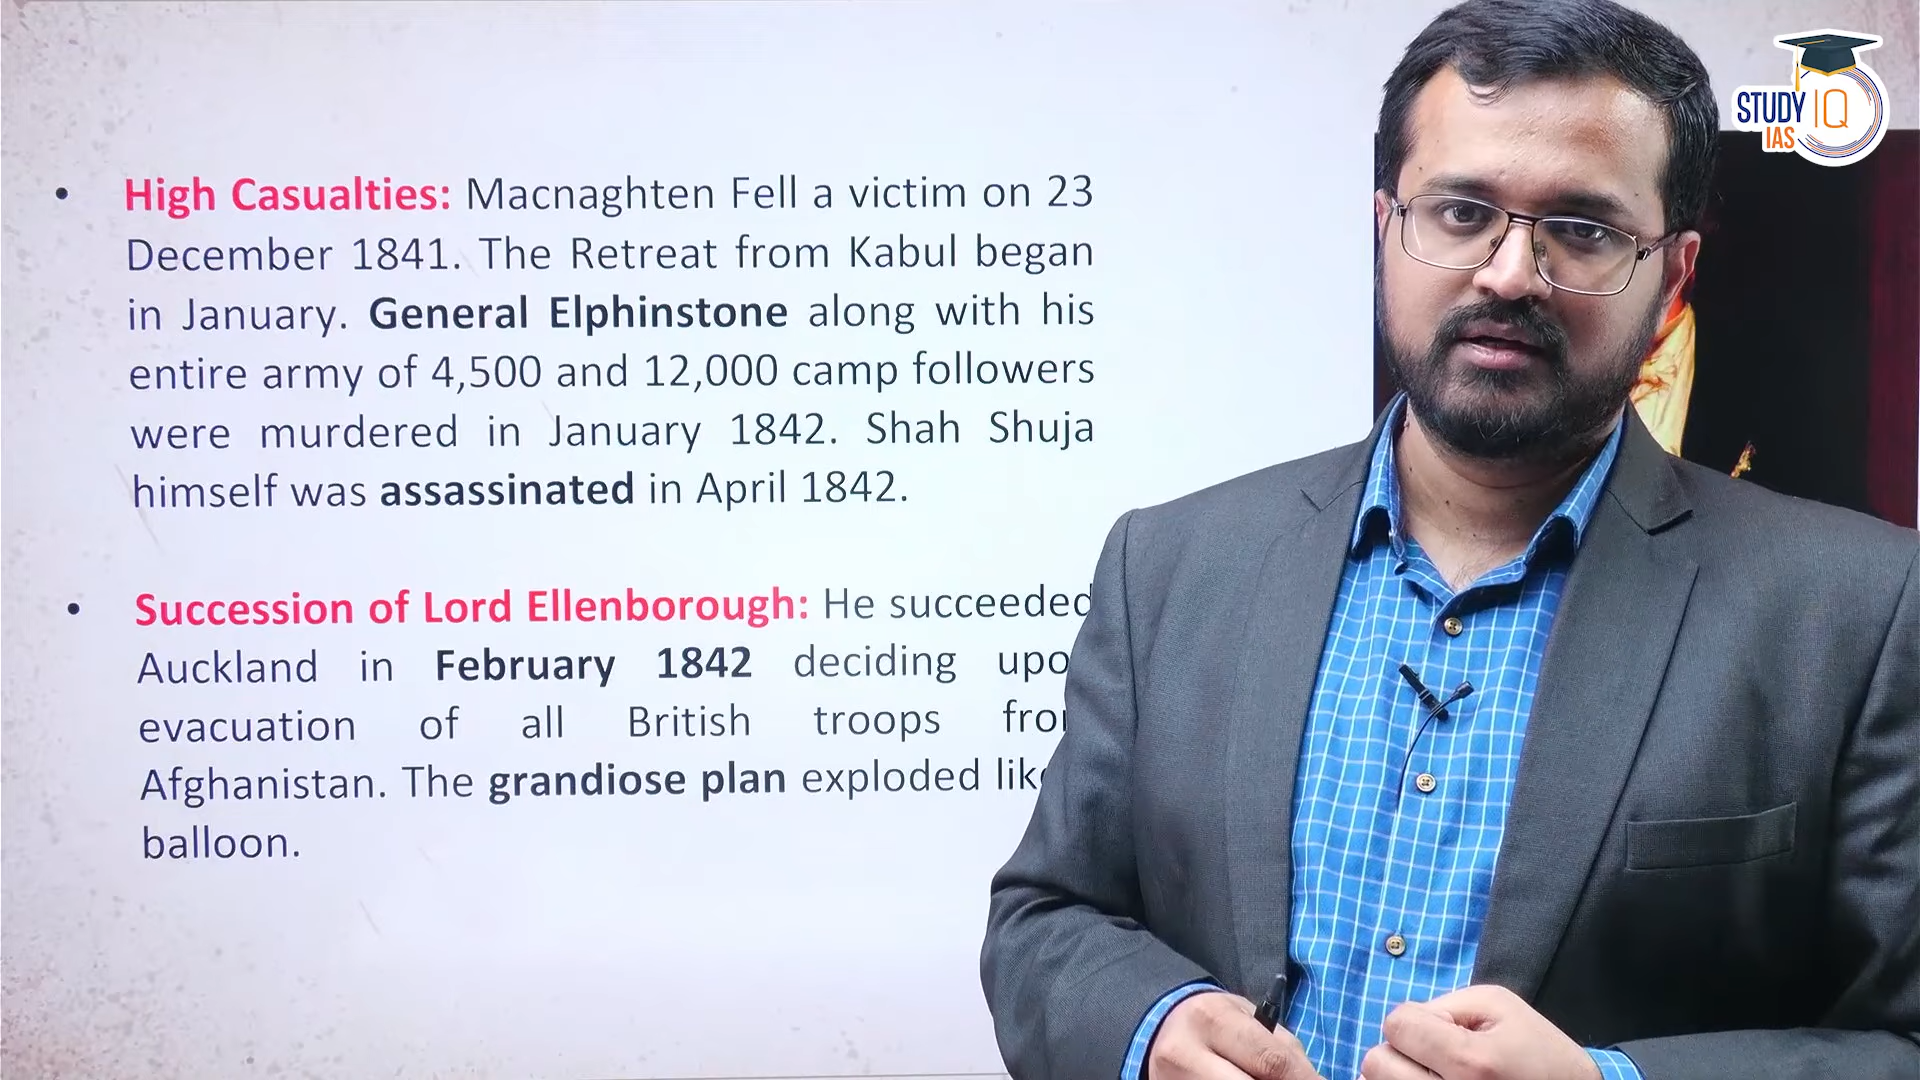 STUDY IQ
IAS
• High Casualties: Macnaghten Fell a victim on 23
December 1841. The Retreat from Kabul began
in January. General Elphinstone along with his
entire army of 4,500 and 12,000 camp followers
were murdered in January 1842. Shah Shuja
himself was assassinated in April 1842.
• Succession of Lord Ellenborough: He succeeded
Auckland in February 1842 deciding
evacuation of all British troops
Afghanistan. The grandiose plan exploded
balloon.